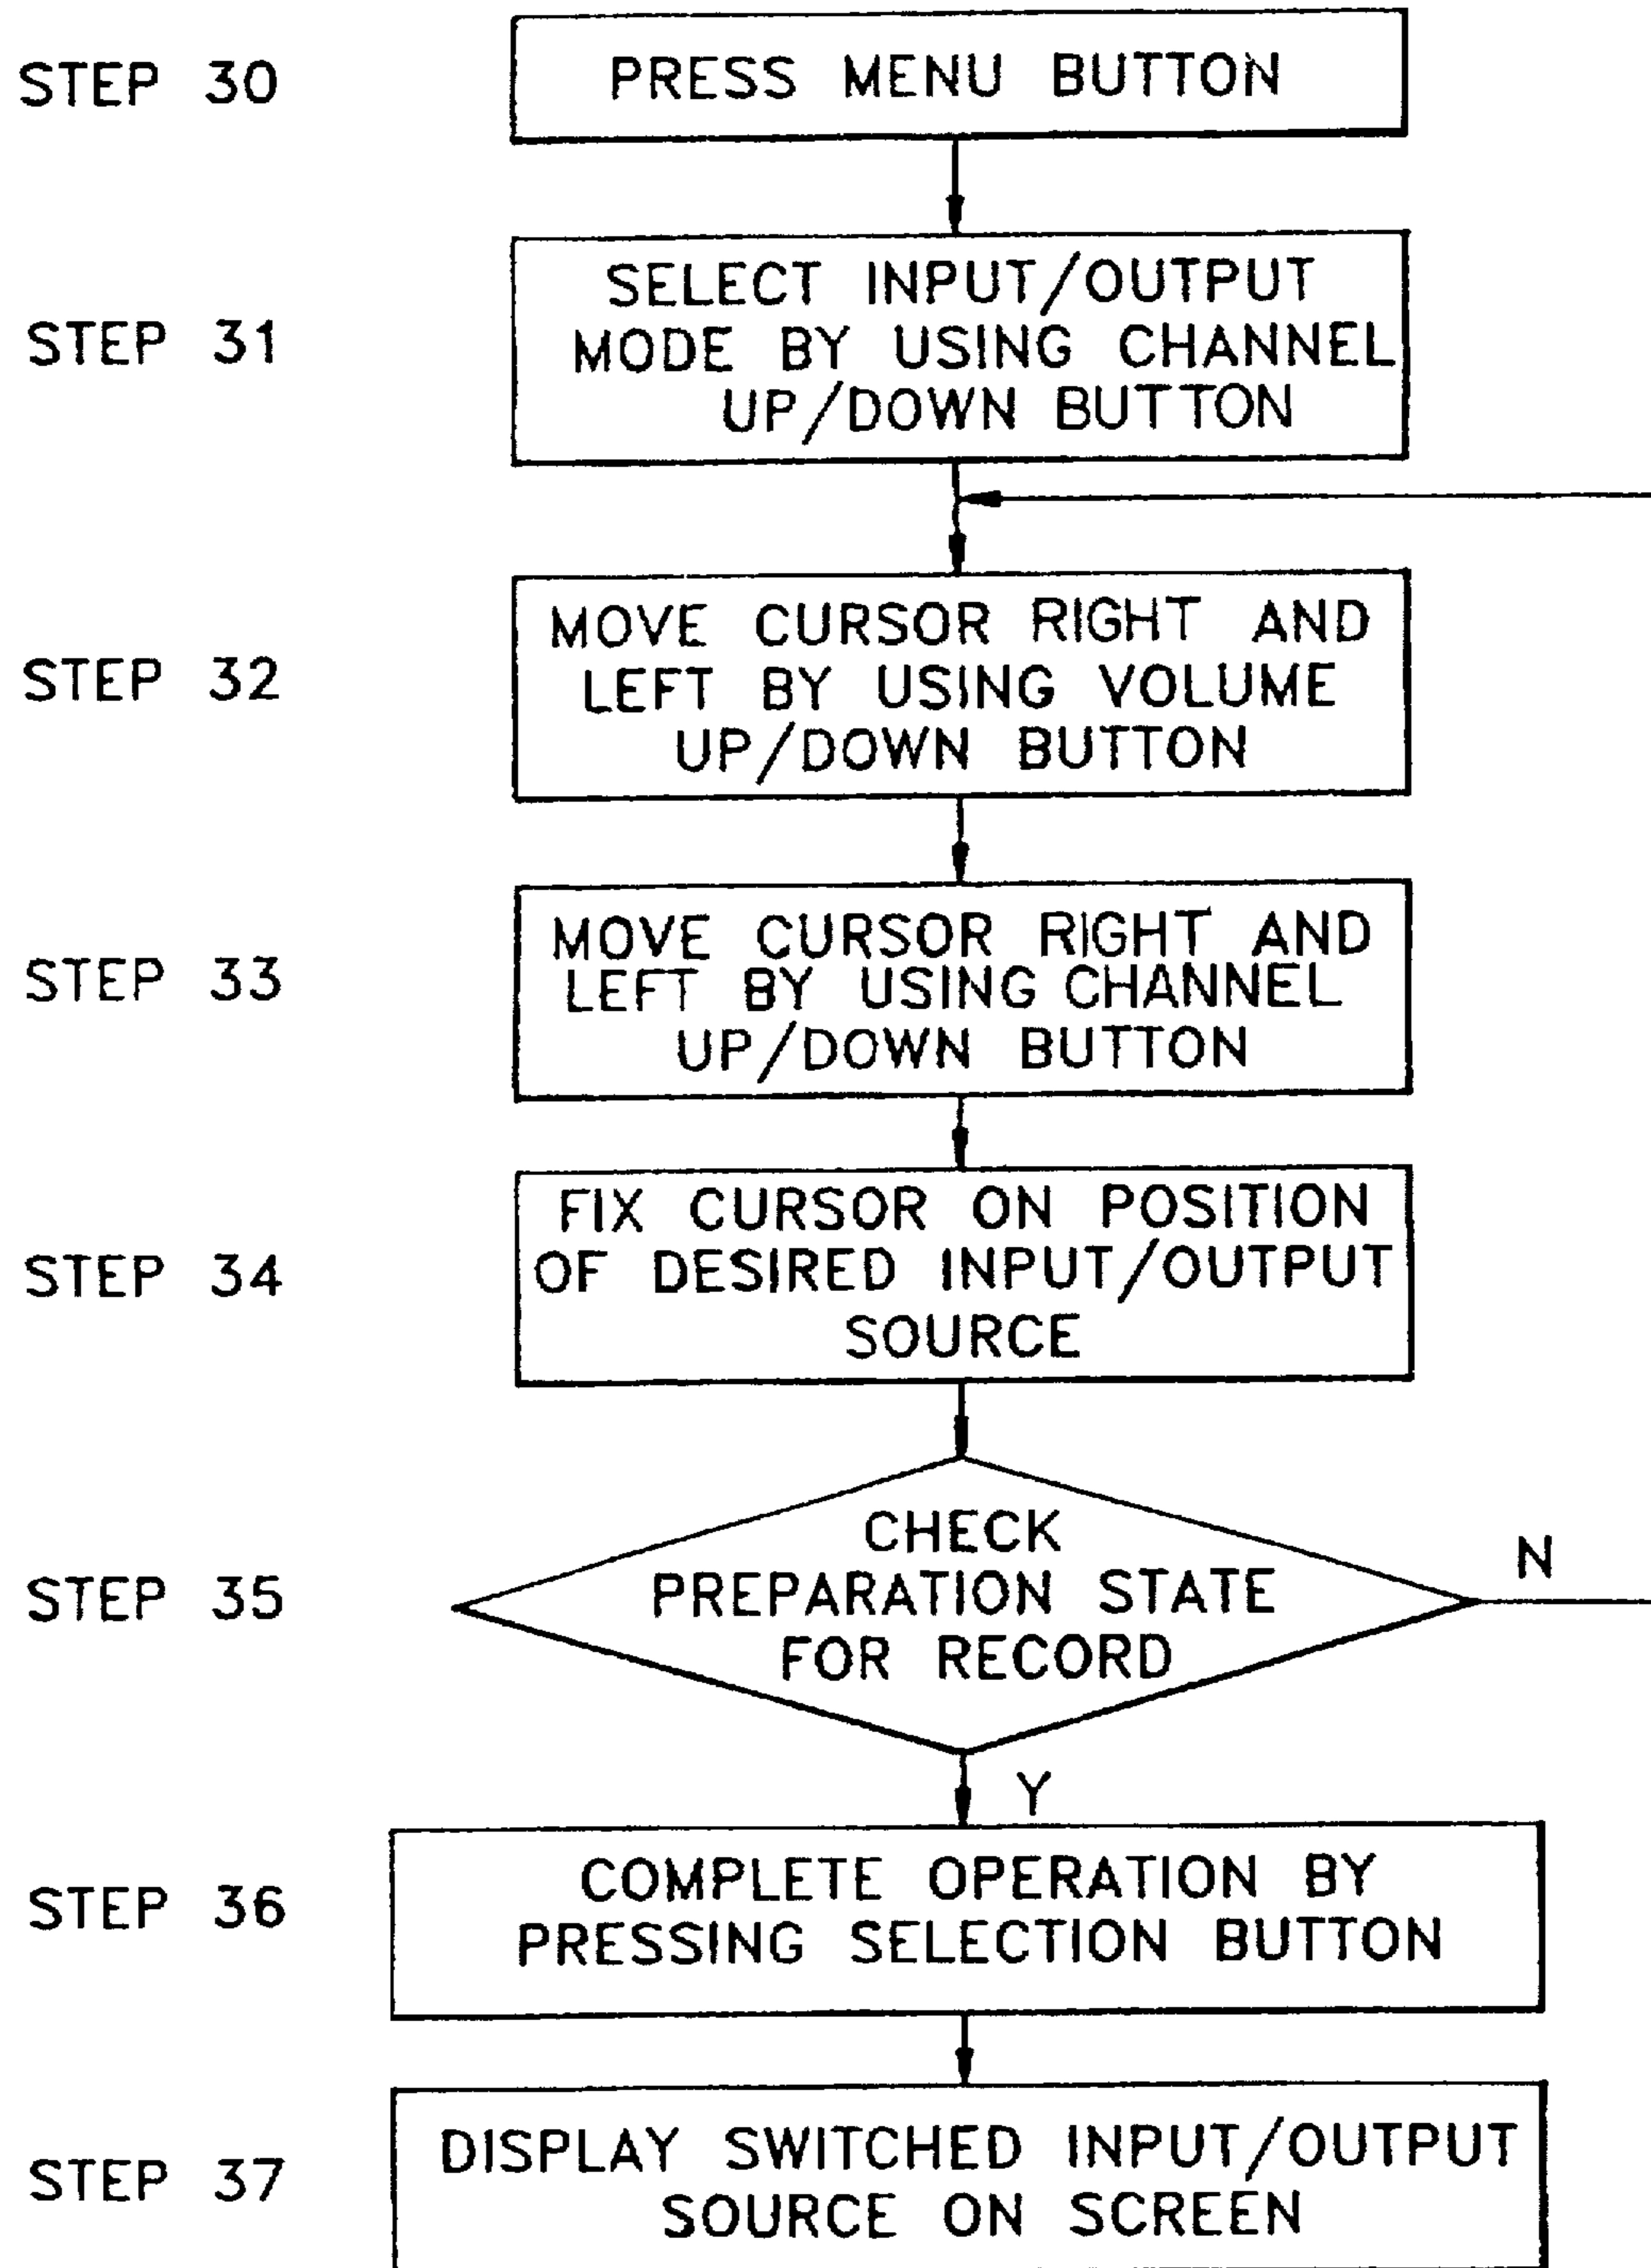 STEP 30
PRESS MENU BUTTON
STEP 31
SELECT INPUT/OUTPUT
MODE BY USING CHANNEL
UP/DOWN BUTTON
STEP 32
MOVE CURSOR RIGHT AND
LEFT BY USING VOLUME
UP/DOWN BUTTON
STEP 33
MOVE CURSOR RIGHT AND
LEFT BY USING CHANNEL
UP/DOWN BUTTON
STEP 34
FIX CURSOR ON POSITION
OF DESIRED INPUT/OUTPUT
SOURCE
STEP 35
CHECK
PREPARATION STATE
FOR RECORD
N
Y
STEP 36
COMPLETE OPERATION BY
PRESSING SELECTION BUTTON
STEP 37
DISPLAY SWITCHED INPUT/OUTPUT
SOURCE ON SCREEN